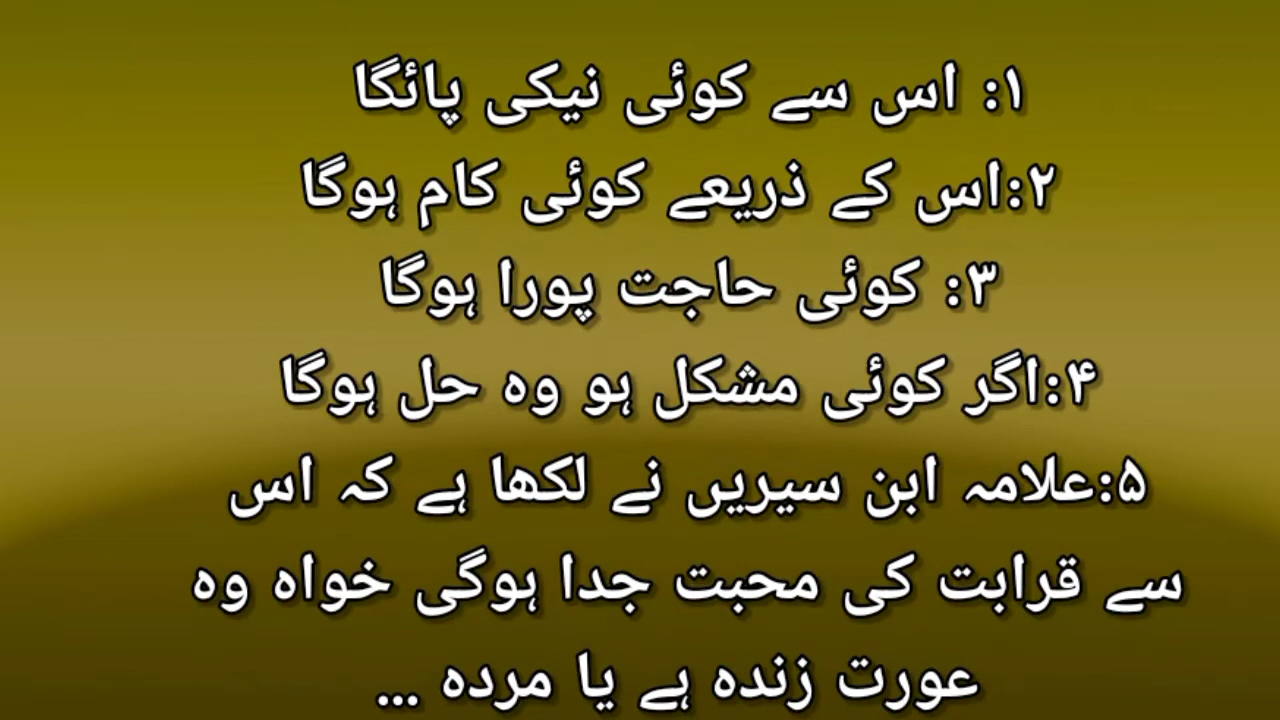 ۱: اس سے کوئی نیکی پائگا
۲:اس کے ذریعے کوئی کام ہوگا
۳: کوئی حاجت پورا ہوگا
۴:اگر کوئی مشکل ہو وہ حل ہوگا
۵:علامہ ابن سیریں نے لکھا ہے کہ اس
سے قرابت کی محبت جدا ہوگی خواہ وہ
عورت زندہ ہے یا مردہ ...